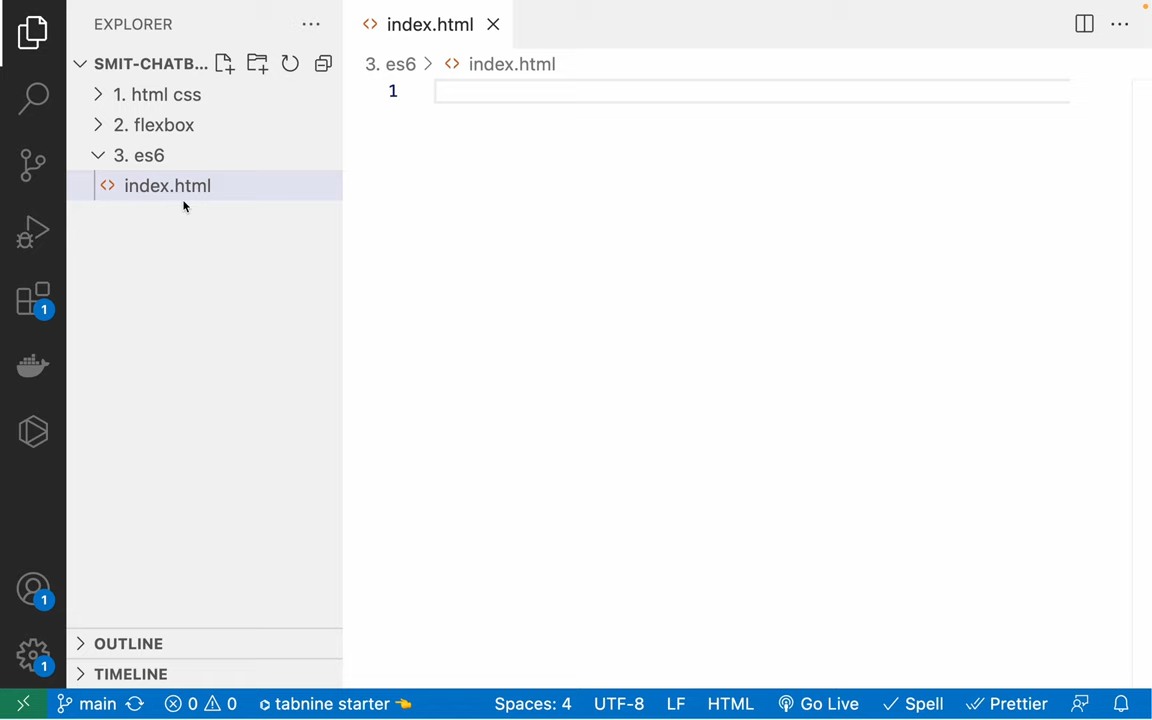 EXPLORER
SMIT-CHATB...
1. html css
2. flexbox
3. es6
index.html
OUTLINE
TIMELINE
index.html
3. es6 > index.html
1
1
1
1
main
0 0
tabnine starter
Spaces: 4
UTF-8
LF
HTML
Go Live
Spell
Prettier